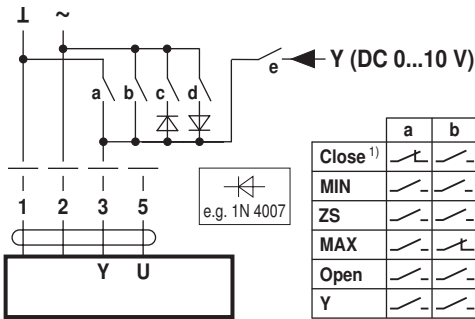 ⊥ ~
Y (DC 0...10 V)
e
a b c d
a b
Close 1)
MIN
ZS
MAX
Open
Y
e.g. 1N 4007
1 2 3 5
Y U